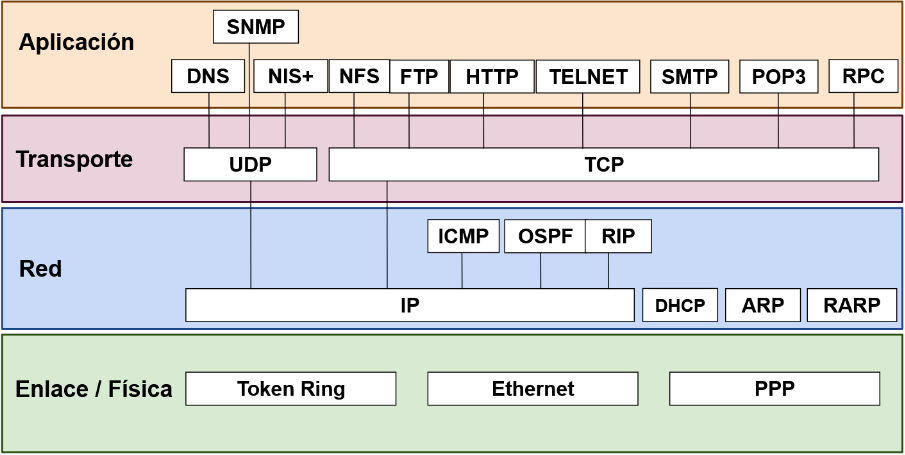 Aplicación
SNMP
DNS
NIS+
NFS
FTP
HTTP
TELNET
SMTP
POP3
RPC
Transporte
UDP
TCP
Red
ICMP
OSPF
RIP
IP
DHCP
ARP
RARP
Enlace / Física
Token Ring
Ethernet
PPP